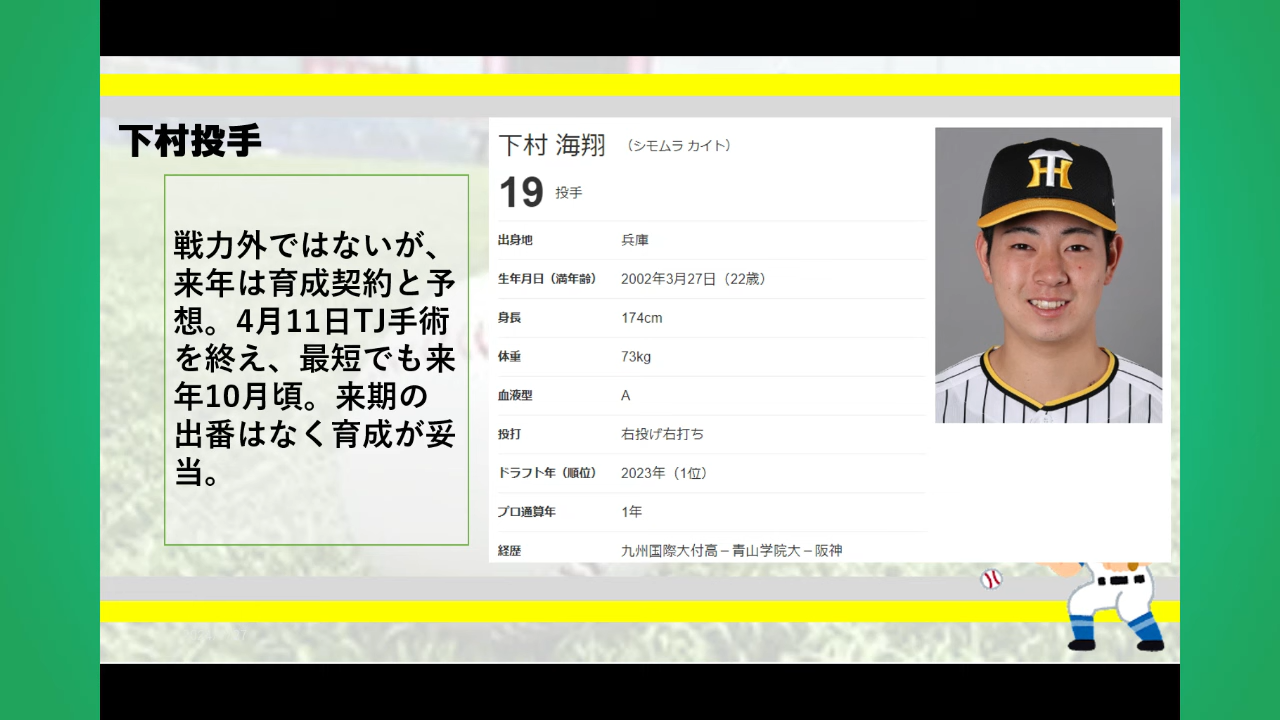 下村投手
戦力外ではないが、
来年は育成契約と予
想。4月11日TJ手術
を終え、最短でも来
年10月頃。来期の
出番はなく育成が妥
当。
下村 海翔 （シモムラ カイト）
19 投手
出身地 兵庫
生年月日（満年齢） 2002年3月27日（22歳）
身長 174cm
体重 73kg
血液型 A
投打 右投げ右打ち
ドラフト年（順位） 2023年（1位）
プロ通算年 1年
経歴 九州国際大付高－青山学院大－阪神